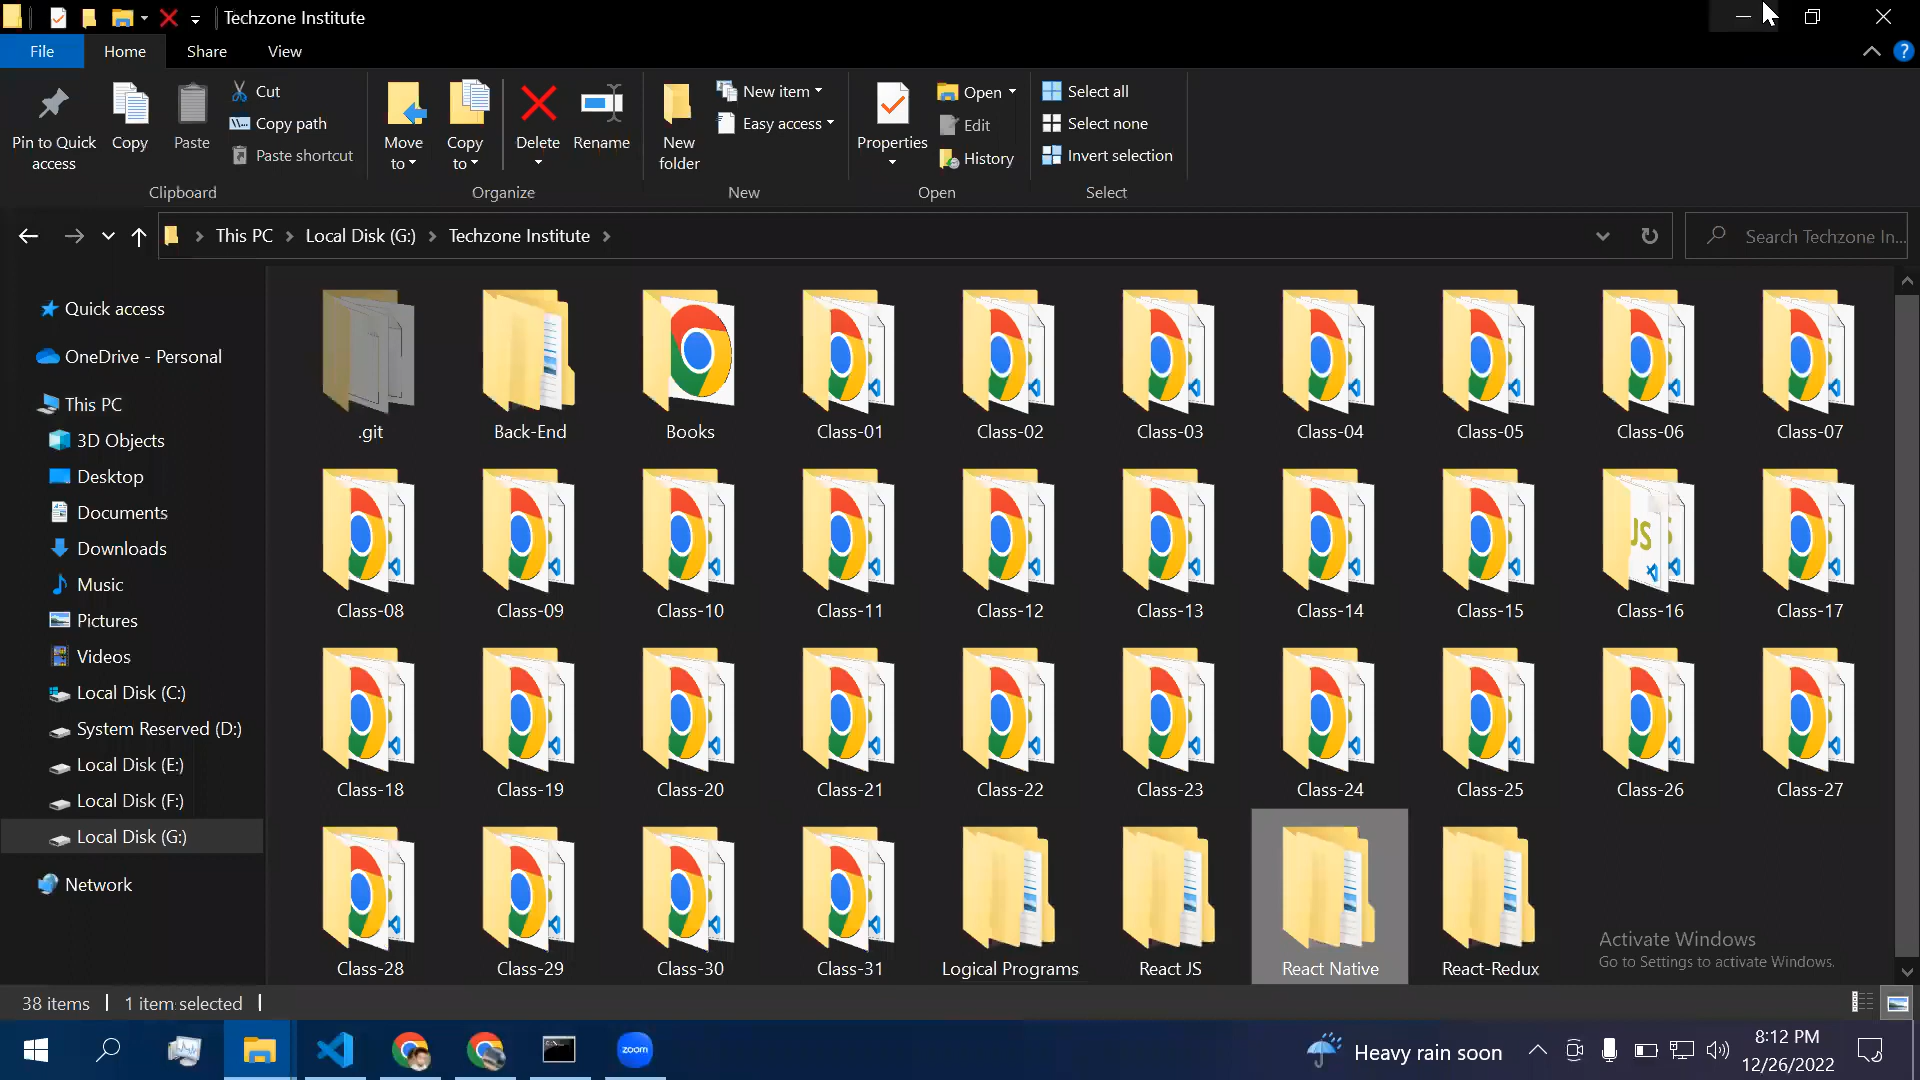 Techzone Institute
File
Home
Share
View
Pin to Quick
access
Copy
Paste
Cut
Copy path
Paste shortcut
Clipboard
Move
to
Copy
to
Delete
Rename
Organize
New
folder
New item
Easy access
New
Properties
Open
Edit
History
Open
Select all
Select none
Invert selection
Select
This PC
Local Disk (G:)
Techzone Institute
Search Techzone In...
Quick access
OneDrive - Personal
This PC
3D Objects
Desktop
Documents
Downloads
Music
Pictures
Videos
Local Disk (C:)
System Reserved (D:)
Local Disk (E:)
Local Disk (F:)
Local Disk (G:)
Network
.git
Back-End
Books
Class-01
Class-02
Class-03
Class-04
Class-05
Class-06
Class-07
Class-08
Class-09
Class-10
Class-11
Class-12
Class-13
Class-14
Class-15
JS
Class-16
Class-17
Class-18
Class-19
Class-20
Class-21
Class-22
Class-23
Class-24
Class-25
Class-26
Class-27
Class-28
Class-29
Class-30
Class-31
Logical Programs
React JS
React Native
React-Redux
Activate Windows
Go to Settings to activate Windows.
38 items
1 item selected
zoom
Heavy rain soon
8:12 PM
12/26/2022